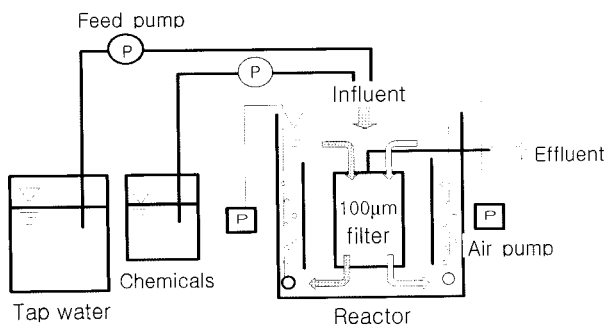 Feed pump
P
P
Influent
Effluent
P
100μm
filter
P
Air pump
Chemicals
Tap water
Reactor